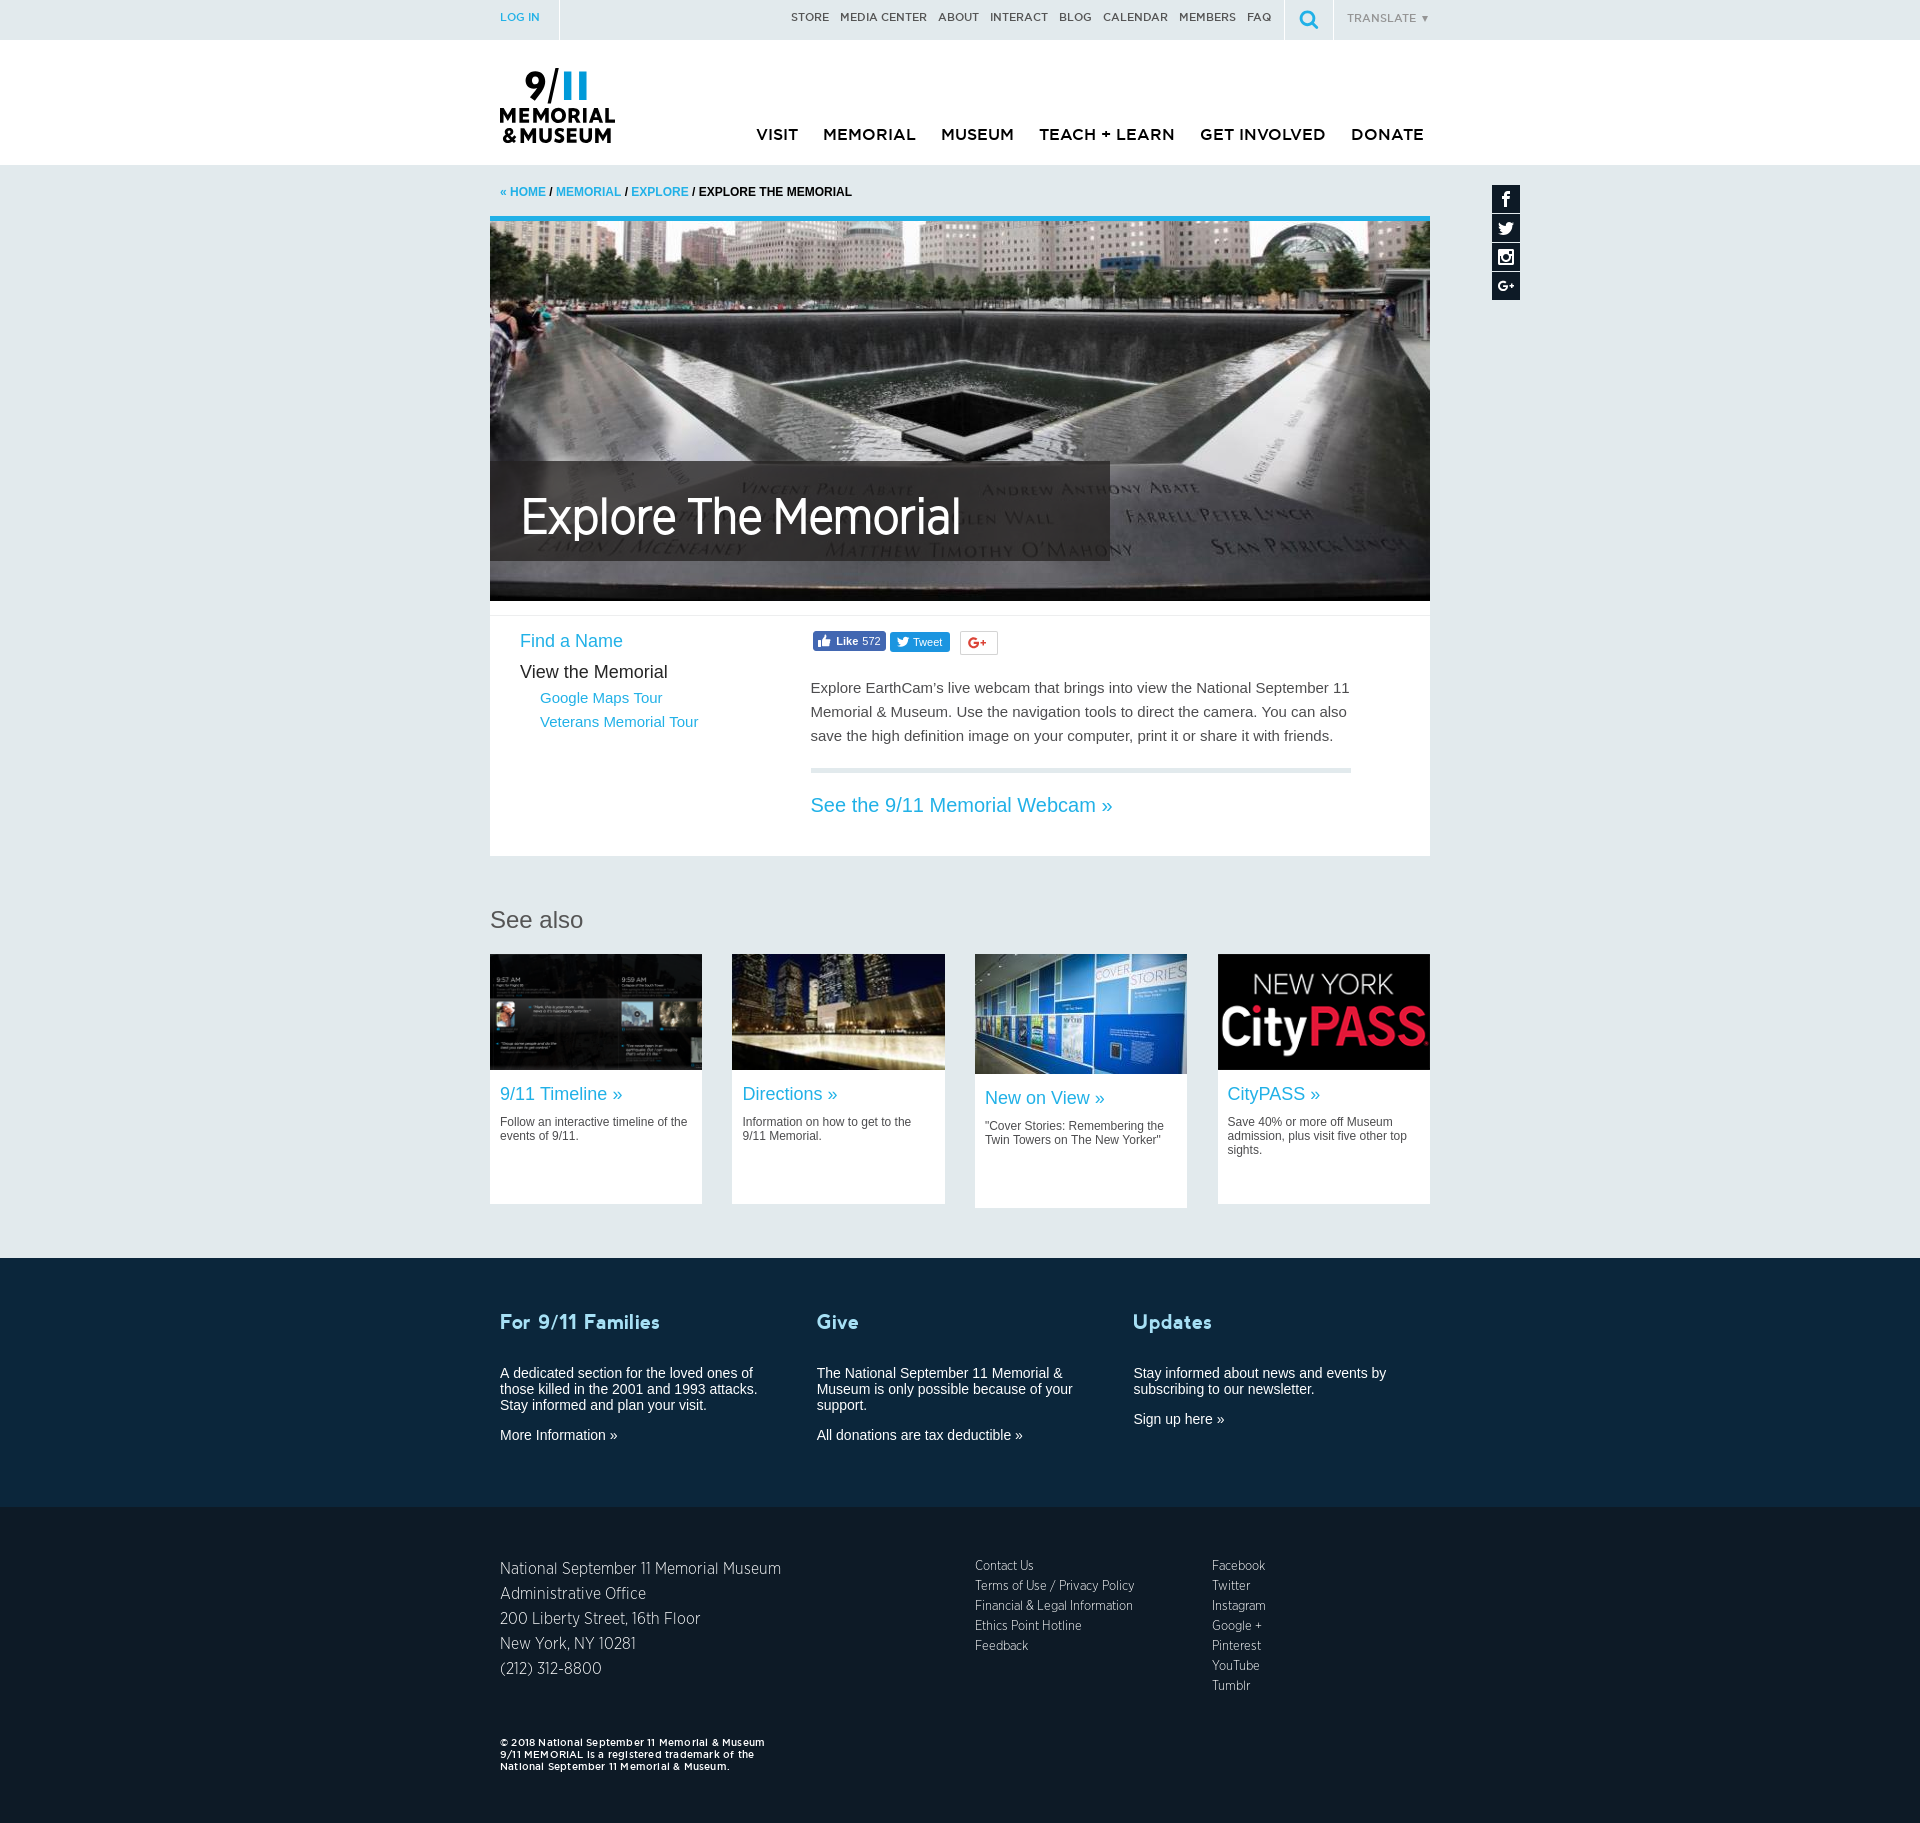 LOG IN
STORE MEDIA CENTER ABOUT INTERACT BLOG CALENDAR MEMBERS FAQ
TRANSLATE ▼
9/11
MEMORIAL
& MUSEUM
VISIT MEMORIAL MUSEUM TEACH + LEARN GET INVOLVED DONATE
« HOME / MEMORIAL / EXPLORE / EXPLORE THE MEMORIAL
VINCENT PAUL ABATE ANDREW ANTHONY ABATE
Explore The Memorial
GLEN WALL FARRELL PETER LYNCH
EAMON J. MCENEANEY MATTHEW TIMOTHY O'MAHONY SEAN PATRICK LYNCH
Find a Name
View the Memorial
Google Maps Tour
Veterans Memorial Tour
Like 572 Tweet G+
Explore EarthCam’s live webcam that brings into view the National September 11
Memorial & Museum. Use the navigation tools to direct the camera. You can also
save the high definition image on your computer, print it or share it with friends.
See the 9/11 Memorial Webcam »
See also
9:57 AM 9:59 AM
COVER
STORIES
NEW YORK
CityPASS
9/11 Timeline »
Follow an interactive timeline of the
events of 9/11.
Directions »
Information on how to get to the
9/11 Memorial.
New on View »
"Cover Stories: Remembering the
Twin Towers on The New Yorker"
CityPASS »
Save 40% or more off Museum
admission, plus visit five other top
sights.
For 9/11 Families
A dedicated section for the loved ones of
those killed in the 2001 and 1993 attacks.
Stay informed and plan your visit.
More Information »
Give
The National September 11 Memorial &
Museum is only possible because of your
support.
All donations are tax deductible »
Updates
Stay informed about news and events by
subscribing to our newsletter.
Sign up here »
National September 11 Memorial Museum
Administrative Office
200 Liberty Street, 16th Floor
New York, NY 10281
(212) 312-8800
Contact Us
Terms of Use / Privacy Policy
Financial & Legal Information
Ethics Point Hotline
Feedback
Facebook
Twitter
Instagram
Google +
Pinterest
YouTube
Tumblr
© 2018 National September 11 Memorial & Museum
9/11 MEMORIAL is a registered trademark of the
National September 11 Memorial & Museum.